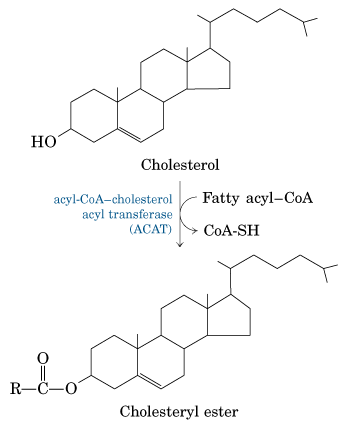 HO
Cholesterol
acyl-CoA–cholesterol
acyl transferase
(ACAT)
Fatty acyl–CoA
CoA-SH
O
R–C–O
Cholesteryl ester